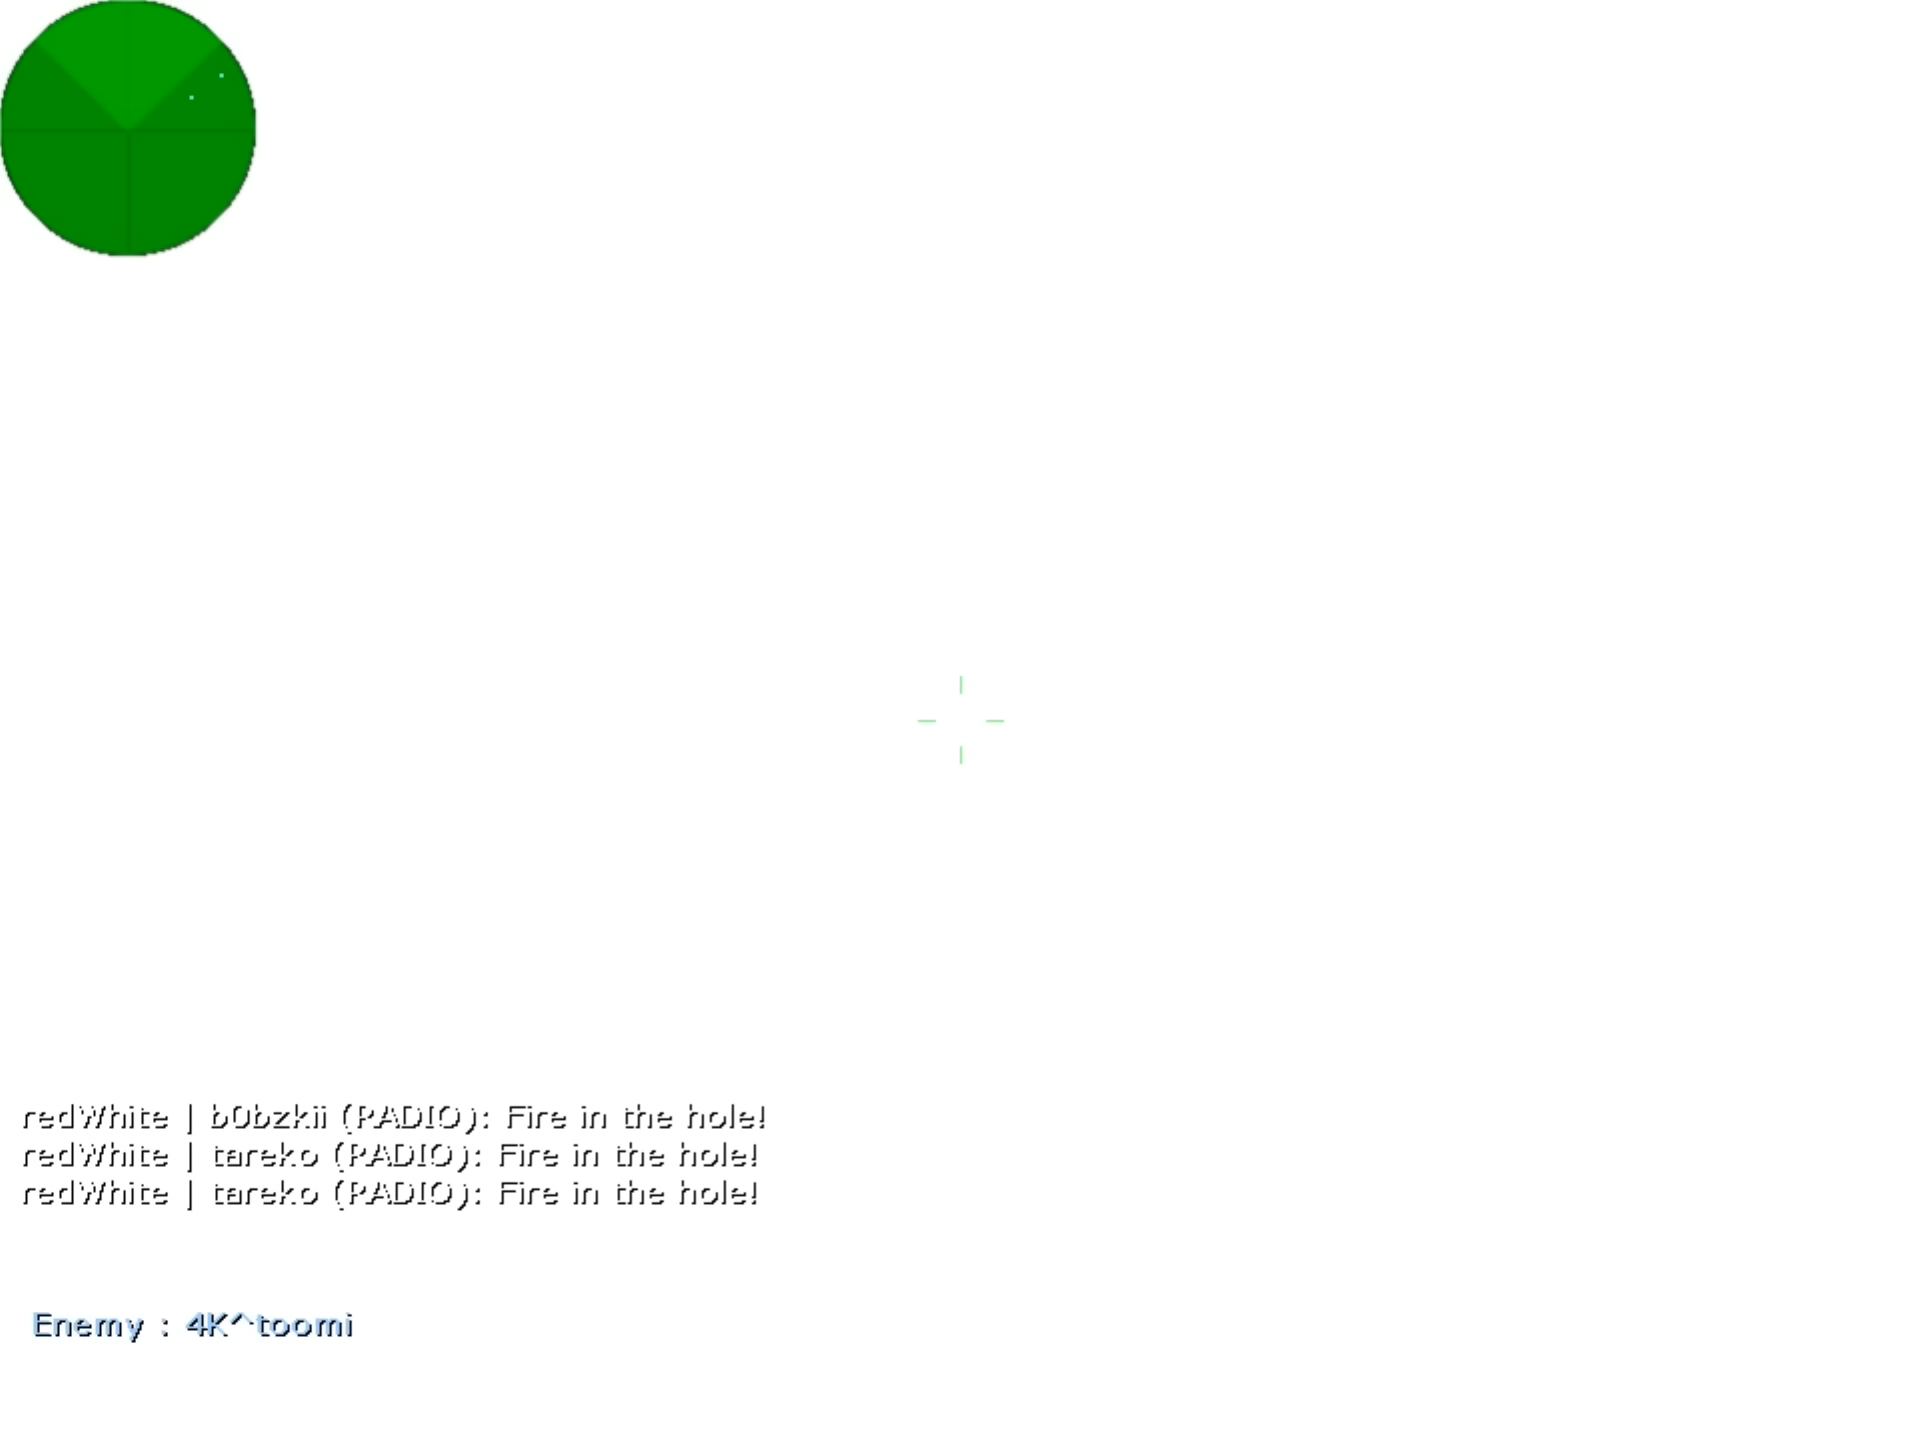 redWhite | b0bzkii (RADIO): Fire in the hole!
redWhite | tareko (RADIO): Fire in the hole!
redWhite | tareko (RADIO): Fire in the hole!
Enemy : 4K^toomi